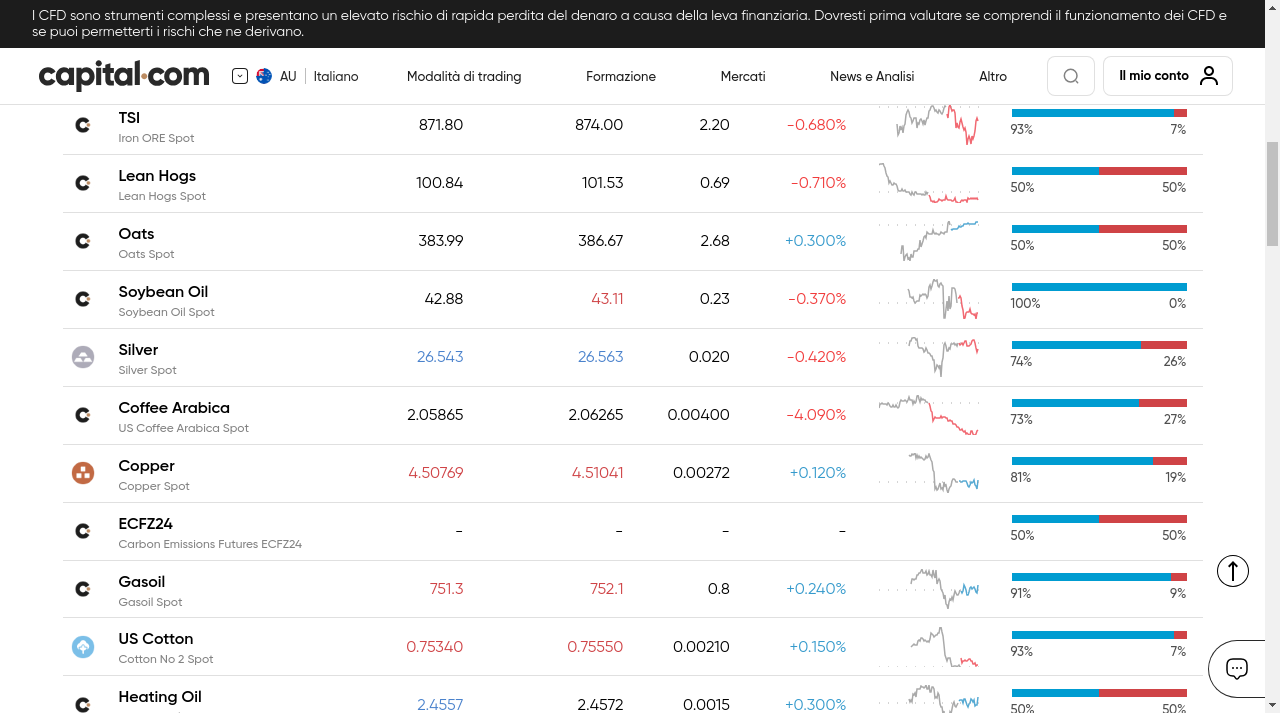 I CFD sono strumenti complessi e presentano un elevato rischio di rapida perdita del denaro a causa della leva finanziaria. Dovresti prima valutare se comprendi il funzionamento dei CFD e
se puoi permetterti i rischi che ne derivano.
capital.com AU Italiano Modalità di trading Formazione Mercati News e Analisi Altro Il mio conto
TSI 871.80 874.00 2.20 -0.680%
Iron ORE Spot 93% 7%
Lean Hogs 100.84 101.53 0.69 -0.710%
Lean Hogs Spot 50% 50%
Oats 383.99 386.67 2.68 +0.300%
Oats Spot 50% 50%
Soybean Oil 42.88 43.11 0.23 -0.370%
Soybean Oil Spot 100% 0%
Silver 26.543 26.563 0.020 -0.420%
Silver Spot 74% 26%
Coffee Arabica 2.05865 2.06265 0.00400 -4.090%
US Coffee Arabica Spot 73% 27%
Copper 4.50769 4.51041 0.00272 +0.120%
Copper Spot 81% 19%
ECFZ24 - - - -
Carbon Emissions Futures ECFZ24 50% 50%
Gasoil 751.3 752.1 0.8 +0.240%
Gasoil Spot 91% 9%
US Cotton 0.75340 0.75550 0.00210 +0.150%
Cotton No 2 Spot 93% 7%
Heating Oil 2.4557 2.4572 0.0015 +0.300%
50% 50%